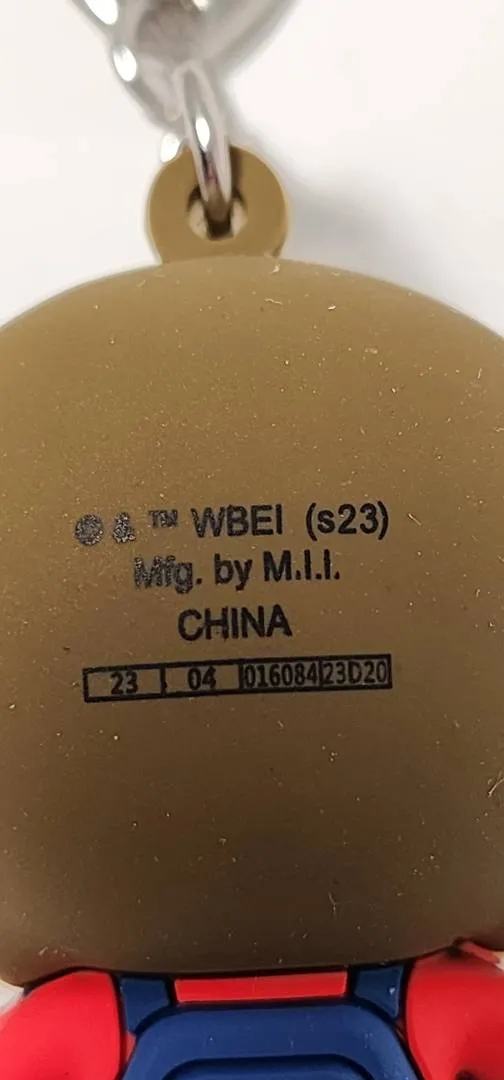 © & ™ WBEI (s23)
Mfg. by M.I.I.
CHINA
23 04 016084 23D20